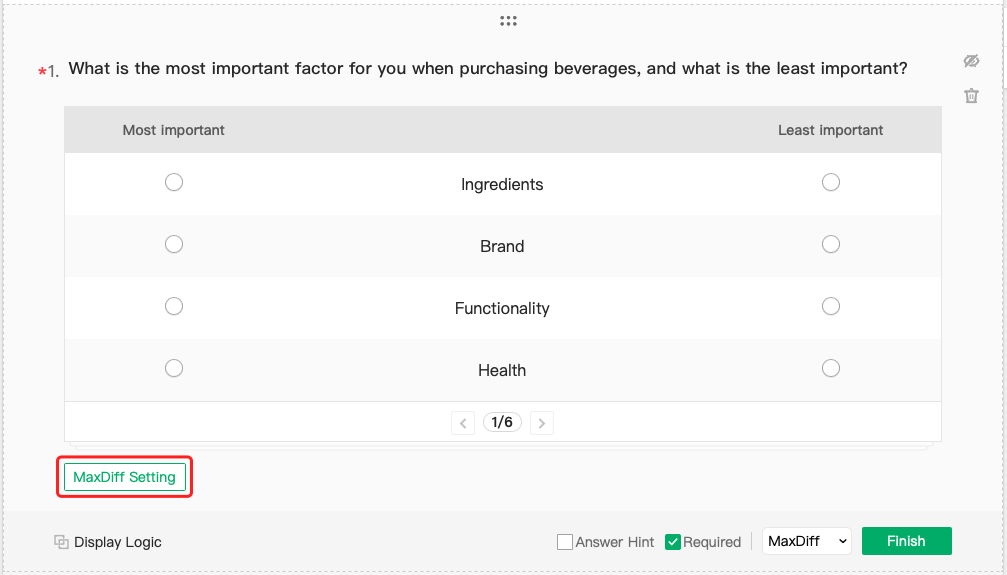 *1. What is the most important factor for you when purchasing beverages, and what is the least important?
Most important Least important
Ingredients
Brand
Functionality
Health
1/6
MaxDiff Setting
Display Logic Answer Hint Required MaxDiff Finish